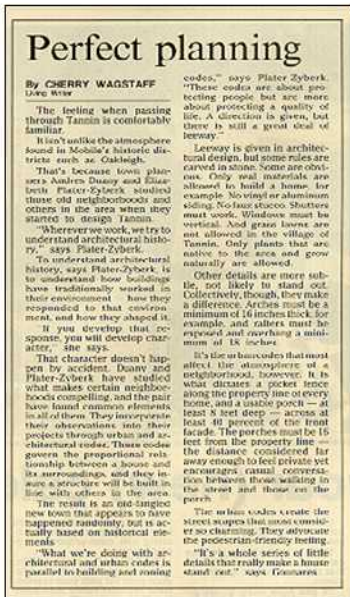 Perfect planning
By CHERRY WAGSTAFF
Living Writer
The feeling when passing
through Tannin is comfortably
familiar.
It isn't unlike the atmosphere
found in Mobile's historic dis-
tricts such as Oakleigh.
That's because town plan-
ners Andres Duany and Eliza-
beth Plater-Zyberk studied
those old neighborhoods and
others in the area when they
started to design Tannin.
"Wherever we work, we try to
understand architectural histo-
ry," says Plater-Zyberk.
To understand architectural
history, says Plater-Zyberk, is
to understand how buildings
have traditionally worked in
their environment how they
responded to that environ-
ment, and how they shaped it.
"If you develop that re-
sponse, you will develop char-
acter," she says.
That character doesn't hap-
pen by accident. Duany and
Plater-Zyberk have studied
what makes certain neighbor-
hoods compelling, and the pair
have found common elements
in all of them. They incorporate
their observations into their
projects through urban and ar-
chitectural codes. These codes
govern the proportional rela-
tionship between a house and
its surroundings, and they in-
sure a structure will be built in
line with others in the area.
The result is an old-fangled
new town that appears to have
happened randomly, but is ac-
tually based on historical ele-
ments
"What we're doing with ar-
chitectural and urban codes is
parallel to building and zoning
codes," says Plater-Zyberk.
"These codes are about pro-
tecting people but are more
about protecting a quality of
life. A direction is given, but
there is still a great deal of
leeway."
Leeway is given in architec-
tural design, but some rules are
carved in stone. Some are obvi-
ous. Only real materials are
allowed to build a home, for
example. No vinyl or aluminum
siding. No faux stucco. Shutters
must work. Windows must be
vertical. And grass lawns are
not allowed in the village of
Tannin. Only plants that are
native to the area and grow
naturally are allowed.
Other details are more sub-
tle, not likely to stand out.
Collectively, though, they make
a difference. Arches must be a
minimum of 16 inches thick, for
example, and rafters must be
exposed and overhang a mini-
mum of 18 inches.
It's the urban codes that most
affect the atmosphere of a
neighborhood, however. It is
what dictates a picket fence
along the property line of every
home, and a usable porch — at
least 8 feet deep — across at
least 40 percent of the front
facade. The porches must be 16
feet from the property line —
the distance considered far
away enough to feel private yet
encourages casual conversa-
tion between those walking in
the street and those on the
porch.
The urban codes create the
street scapes that most consid-
er so charming. They advocate
the pedestrian-friendly feeling.
"It's a whole series of little
details that really make a house
stand out," says